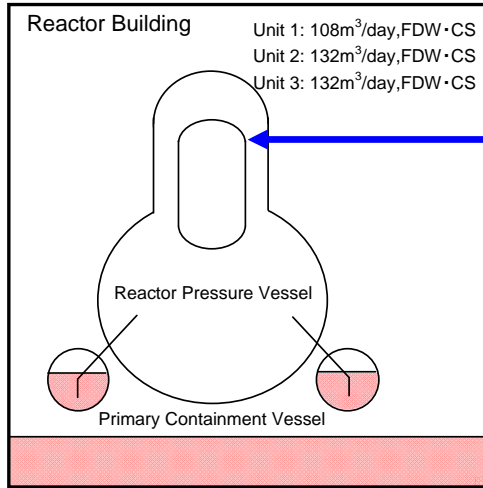 Reactor Building
Unit 1: 108m³/day,FDW・CS
Unit 2: 132m³/day,FDW・CS
Unit 3: 132m³/day,FDW・CS
Reactor Pressure Vessel
Primary Containment Vessel